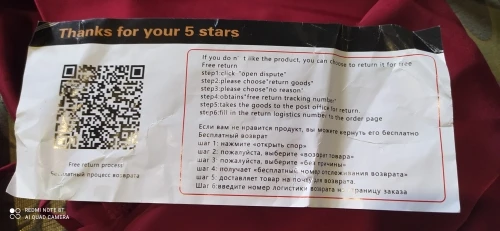 Thanks for your 5 stars
If you do n t like the product, you can choose to return it for free
Free return
step1:click "open dispute"
step2:please choose"return goods"
step3:please choose"no reason"
step4:obtains"free return tracking number
step5:takes the goods to the post office for return.
step6:fill in the return logistics number to the order page
Если вам не нравится продукт, вы можете вернуть его бесплатно
Бесплатный возврат
шаг 1: нажмите «открыть спор»
шаг 2: пожалуйста, выберите «возврат товара»
шаг 3: пожалуйста, выберите «без причины»
шаг 4: получает «бесплатный номер отслеживания возврата»
шаг 5: доставляет товар на почту для возврата.
Шаг 6:введите номер логистики возврата на страницу заказа
Free return process
Бесплатный процесс возврата
REDMI NOTE 8T
AI QUAD CAMERA